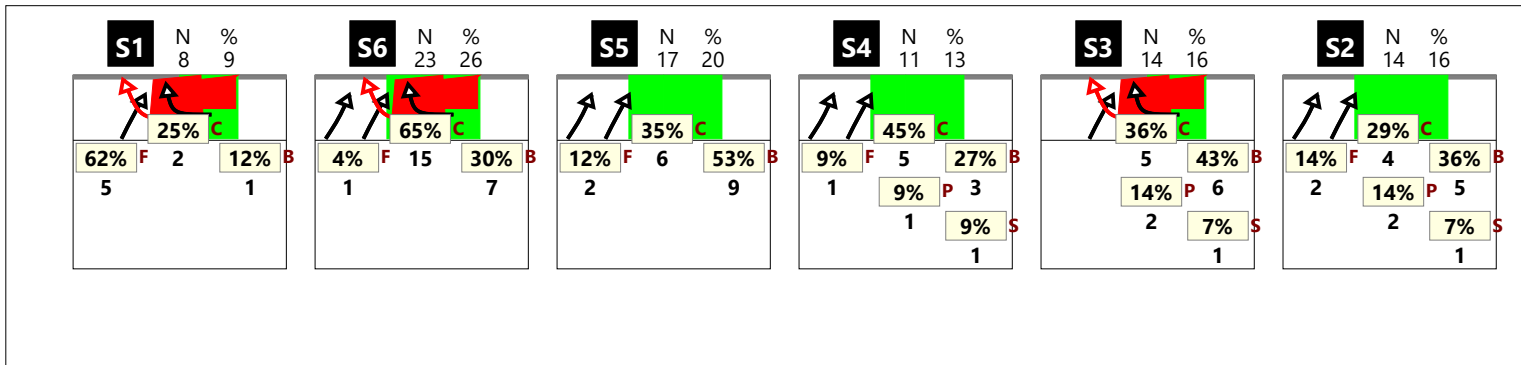 S1 N % S6 N % S5 N % S4 N % S3 N % S2 N %
8 9 23 26 17 20 11 13 14 16 14 16
25% C 65% C 35% C 45% C 36% C 29% C
62% F 2 12% B 4% F 15 30% B 12% F 6 53% B 9% F 5 27% B 5 43% B 14% F 4 36% B
5 1 1 7 2 9 1 9% P 3 14% P 6 2 14% P 5
1 9% S 2 7% S 2 7% S
1 1 1